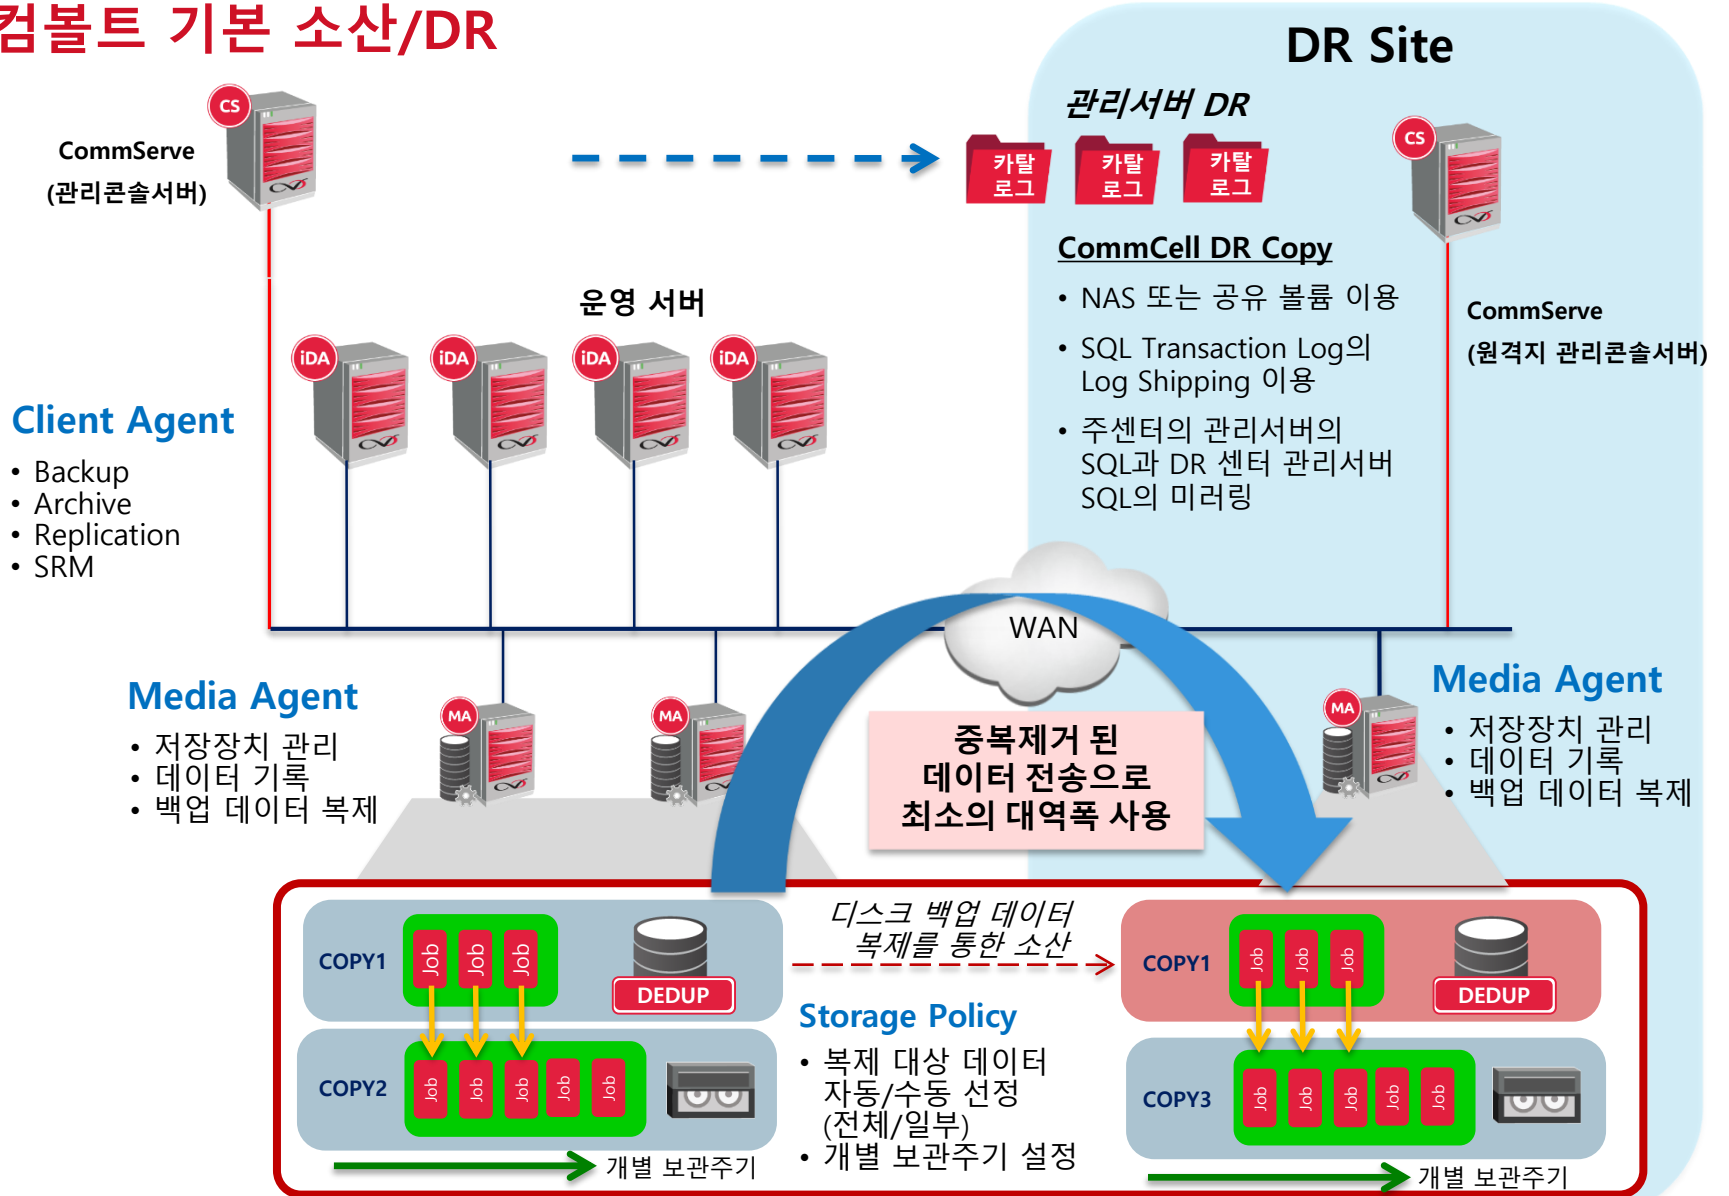 컴볼트 기본 소산/DR
DR Site
CS
CommServe
(관리콘솔서버)
관리서버 DR
카탈
로그
카탈
로그
카탈
로그
CS
CommServe
(원격지 관리콘솔서버)
CommCell DR Copy
• NAS 또는 공유 볼륨 이용
• SQL Transaction Log의
Log Shipping 이용
• 주센터의 관리서버의
SQL과 DR 센터 관리서버
SQL의 미러링
운영 서버
iDA
iDA
iDA
iDA
Client Agent
• Backup
• Archive
• Replication
• SRM
WAN
Media Agent
• 저장장치 관리
• 데이터 기록
• 백업 데이터 복제
MA
MA
중복제거 된
데이터 전송으로
최소의 대역폭 사용
MA
Media Agent
• 저장장치 관리
• 데이터 기록
• 백업 데이터 복제
COPY1
Job
Job
Job
DEDUP
디스크 백업 데이터
복제를 통한 소산
COPY1
Job
Job
Job
DEDUP
COPY2
Job
Job
Job
Job
Job
Storage Policy
• 복제 대상 데이터
자동/수동 선정
(전체/일부)
• 개별 보관주기 설정
COPY3
Job
Job
Job
Job
Job
개별 보관주기
개별 보관주기